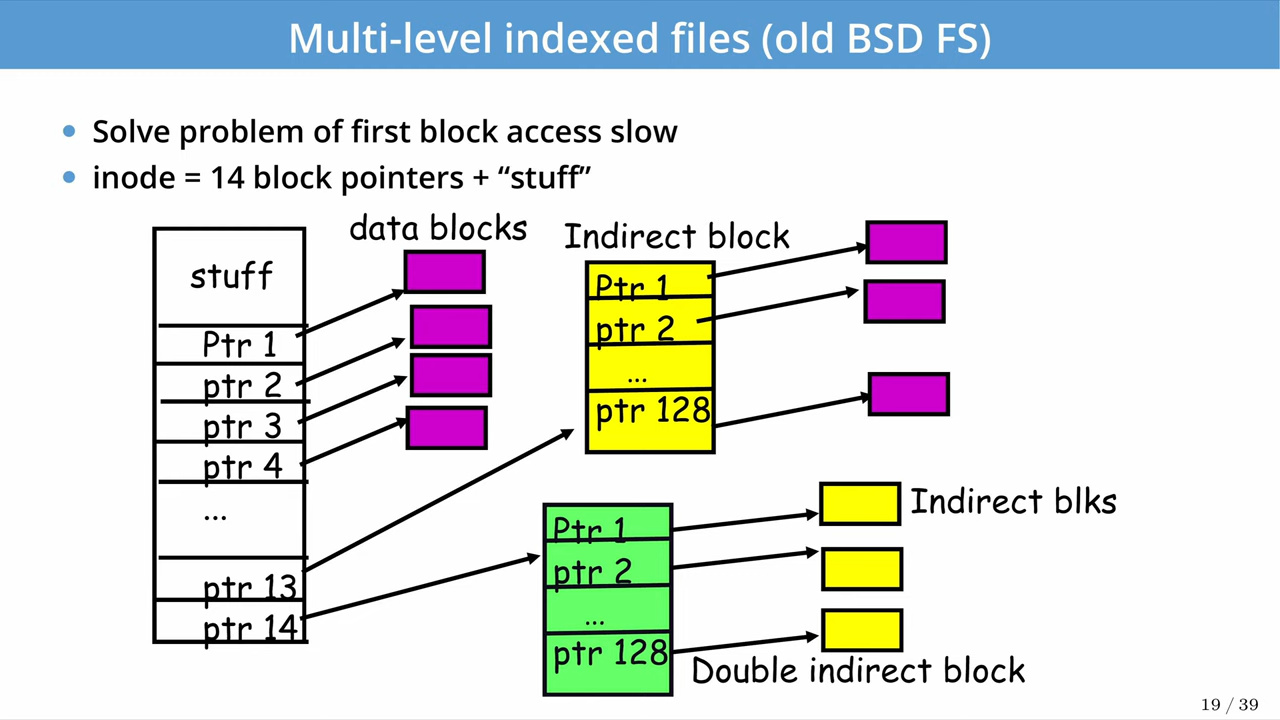 Multi-level indexed files (old BSD FS)
Solve problem of first block access slow
inode = 14 block pointers + “stuff”
data blocks
Indirect block
stuff
Ptr 1
ptr 2
ptr 3
ptr 4
...
ptr 13
ptr 14
Ptr 1
ptr 2
...
ptr 128
Ptr 1
ptr 2
...
ptr 128
Indirect blks
Double indirect block
19 / 39